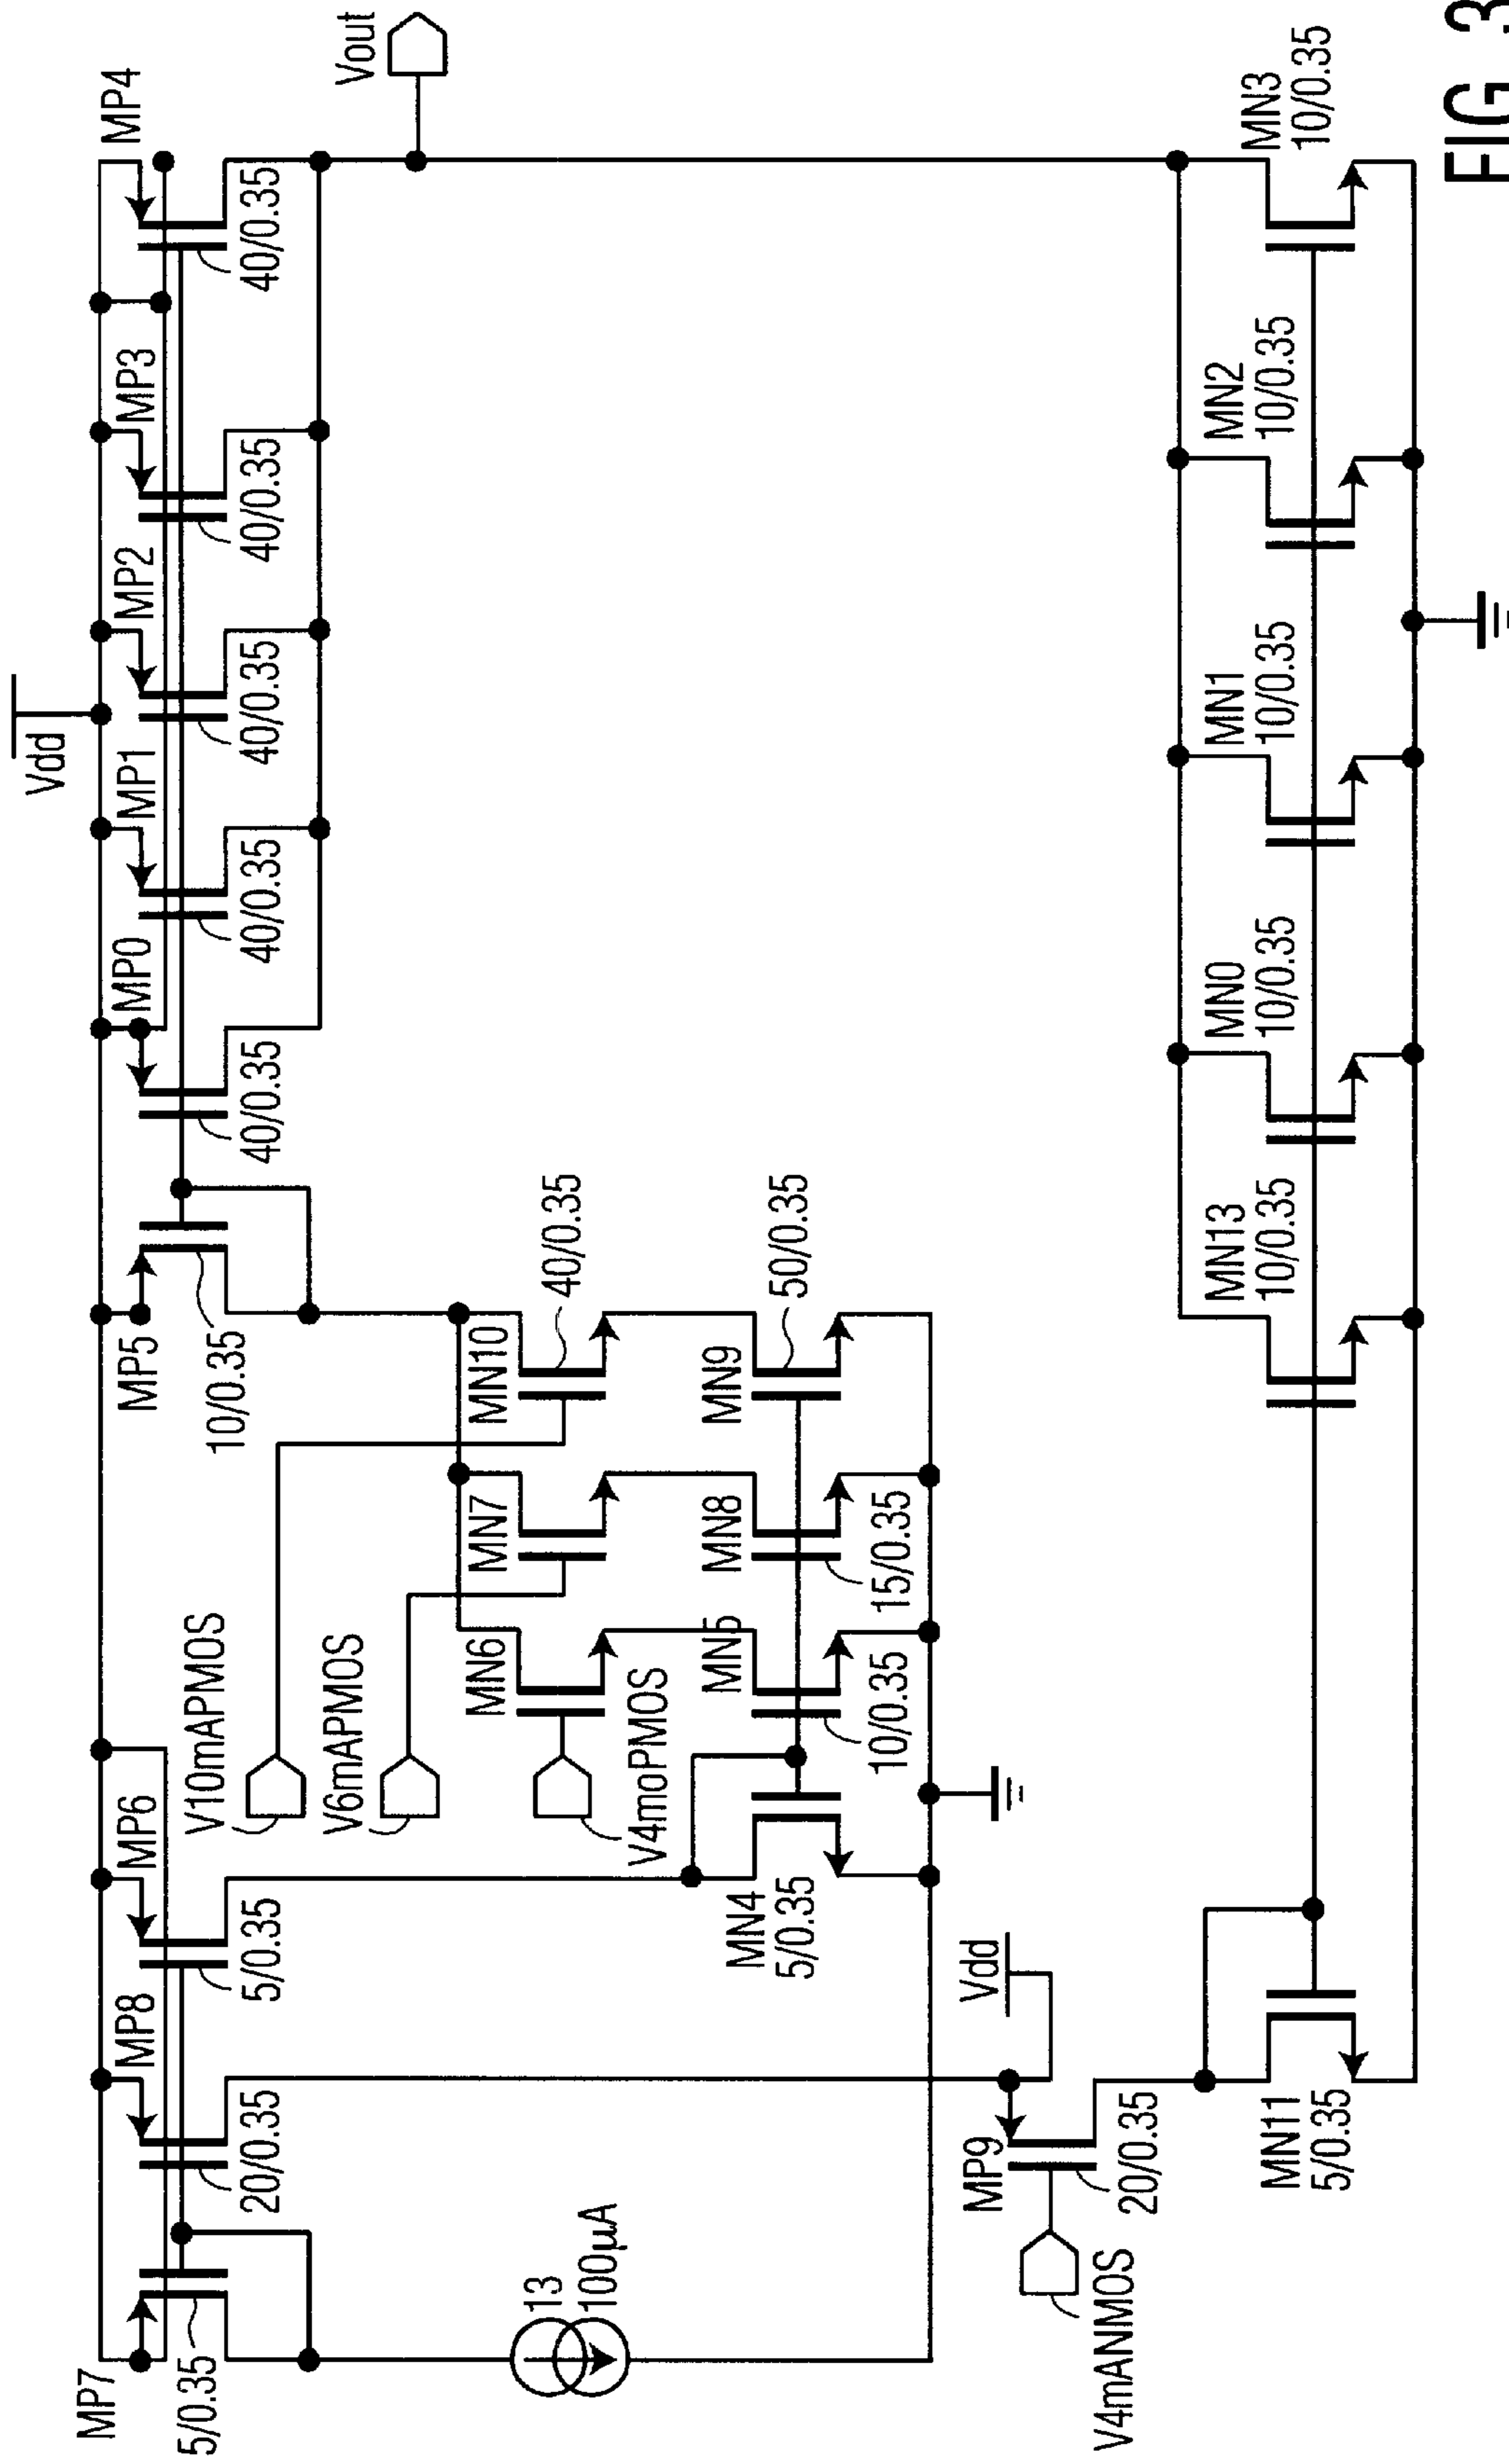 Vdd
MP7
5/0.35
MP8
20/0.35
MP6
5/0.35
MP5
10/0.35
MP0
40/0.35
MP1
40/0.35
MP2
40/0.35
MP3
40/0.35
MP4
40/0.35
Vout
V10mAPMOS
V6mAPMOS
V4moPMOS
MN6
MN7
MN10
40/0.35
13
100µA
MN4
5/0.35
MN5
10/0.35
MN8
15/0.35
MN9
50/0.35
Vdd
MP9
20/0.35
V4mANMOS
MN11
5/0.35
MN13
10/0.35
MN0
10/0.35
MN1
10/0.35
MN2
10/0.35
MN3
10/0.35
FIG. 3